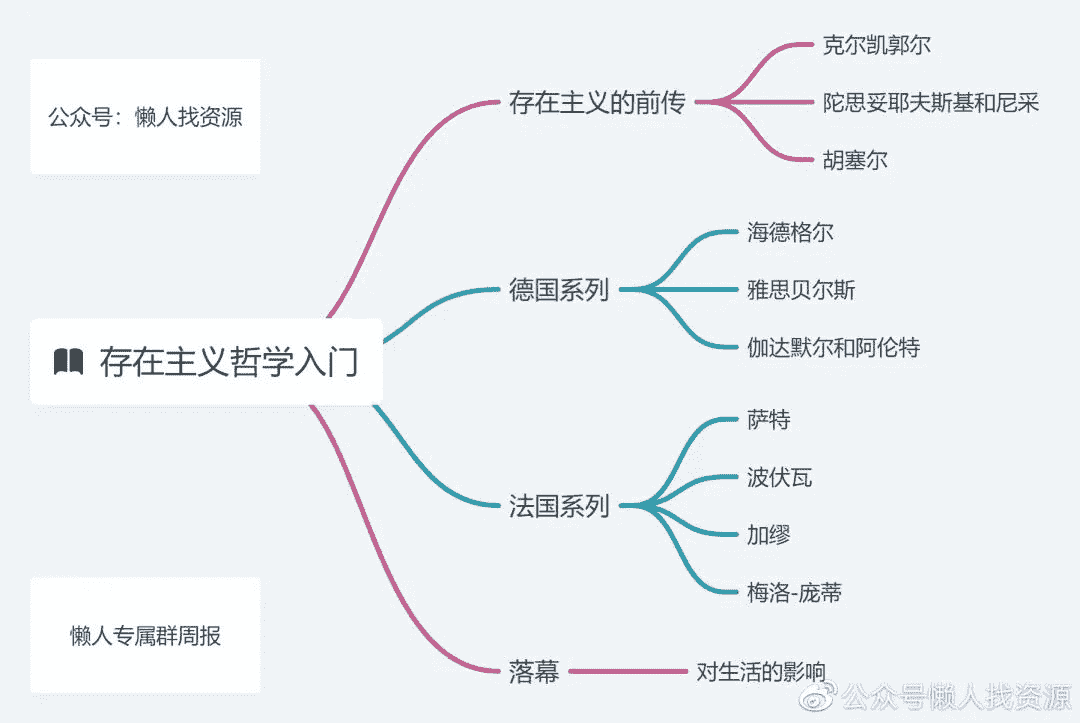 公众号：懒人找资源
存在主义哲学入门
存在主义的前传
克尔凯郭尔
陀思妥耶夫斯基和尼采
胡塞尔
德国系列
海德格尔
雅思贝尔斯
伽达默尔和阿伦特
法国系列
萨特
波伏瓦
加缪
梅洛-庞蒂
落幕
对生活的影响
懒人专属群周报
公众号懒人找资源